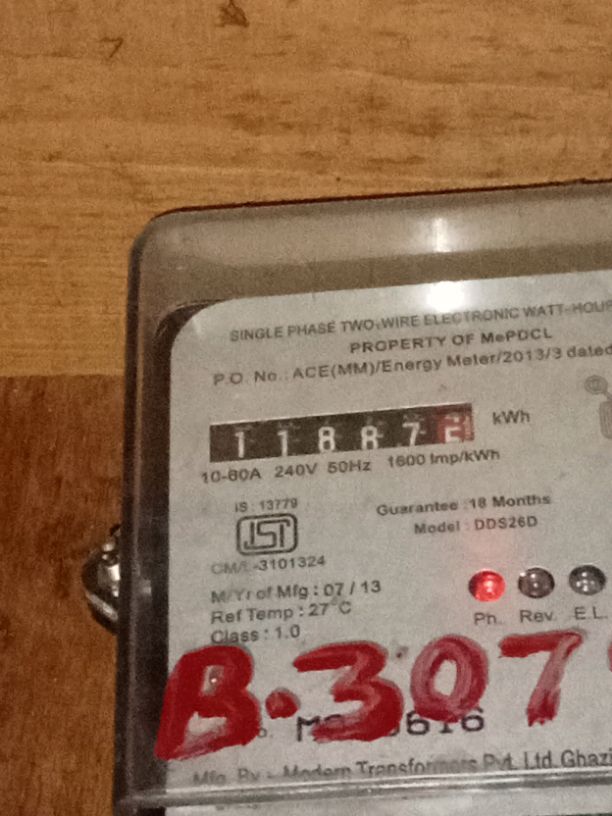 SINGLE PHASE TWO-WIRE ELECTRONIC WATT-HOUR
PROPERTY OF MePDCL
P.O. No.: ACE(MM)/Energy Meter/2013/3 dated
11887 kWh
10-60A 240V 50Hz 1600 Imp/kWh
IS : 13779
Guarantee : 18 Months
ISI
Model : DDS26D
CM/L-3101324
M/Yr of Mfg : 07 / 13
Ref Temp : 27°C
Class : 1.0
Ph. Rev. E.L.
B.307
Mfg. By :- Modern Transformers Pvt. Ltd. Ghazi